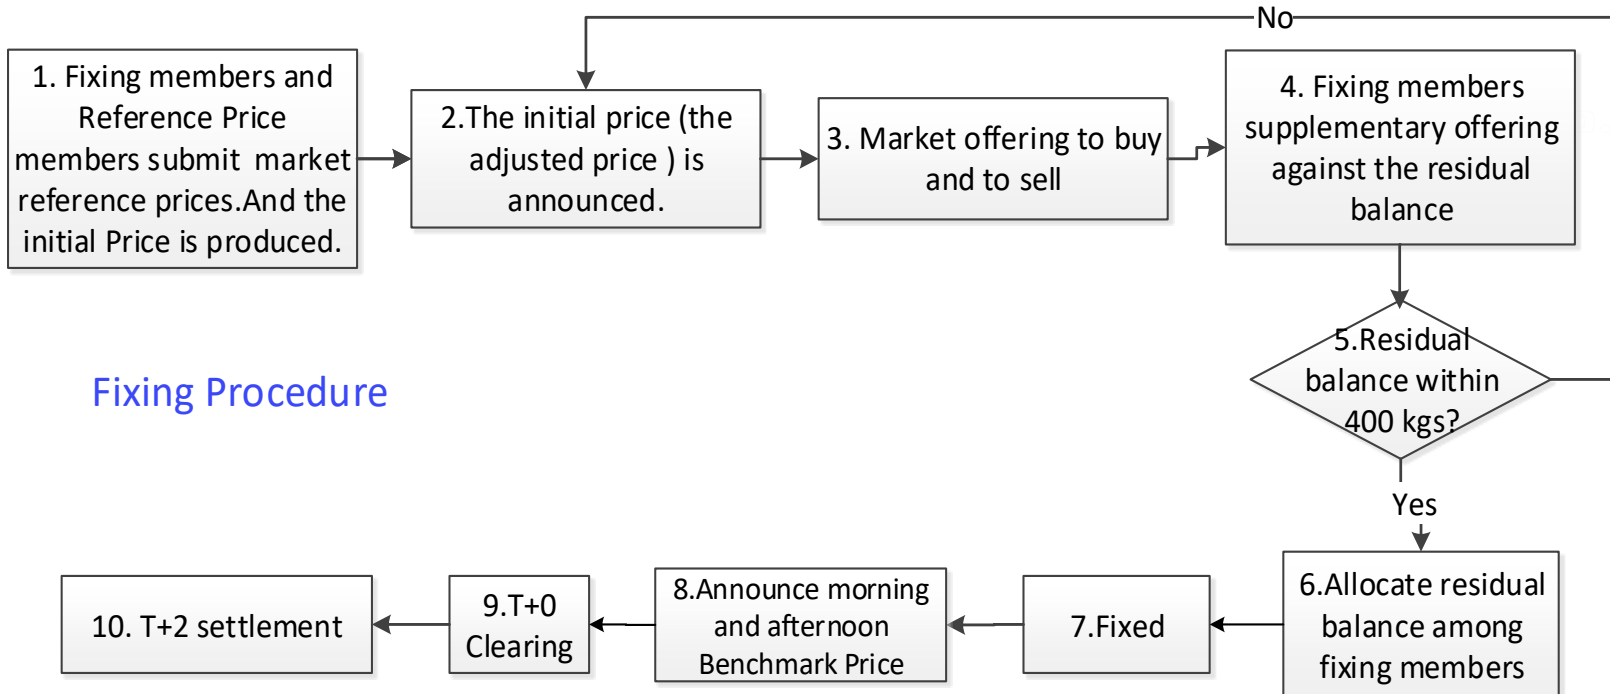 No
1. Fixing members and
Reference Price
members submit market
reference prices.And the
initial Price is produced.
2.The initial price (the
adjusted price ) is
announced.
3. Market offering to buy
and to sell
4. Fixing members
supplementary offering
against the residual
balance
5.Residual
balance within
400 kgs?
Fixing Procedure
Yes
6.Allocate residual
balance among
fixing members
7.Fixed
8.Announce morning
and afternoon
Benchmark Price
9.T+0
Clearing
10. T+2 settlement